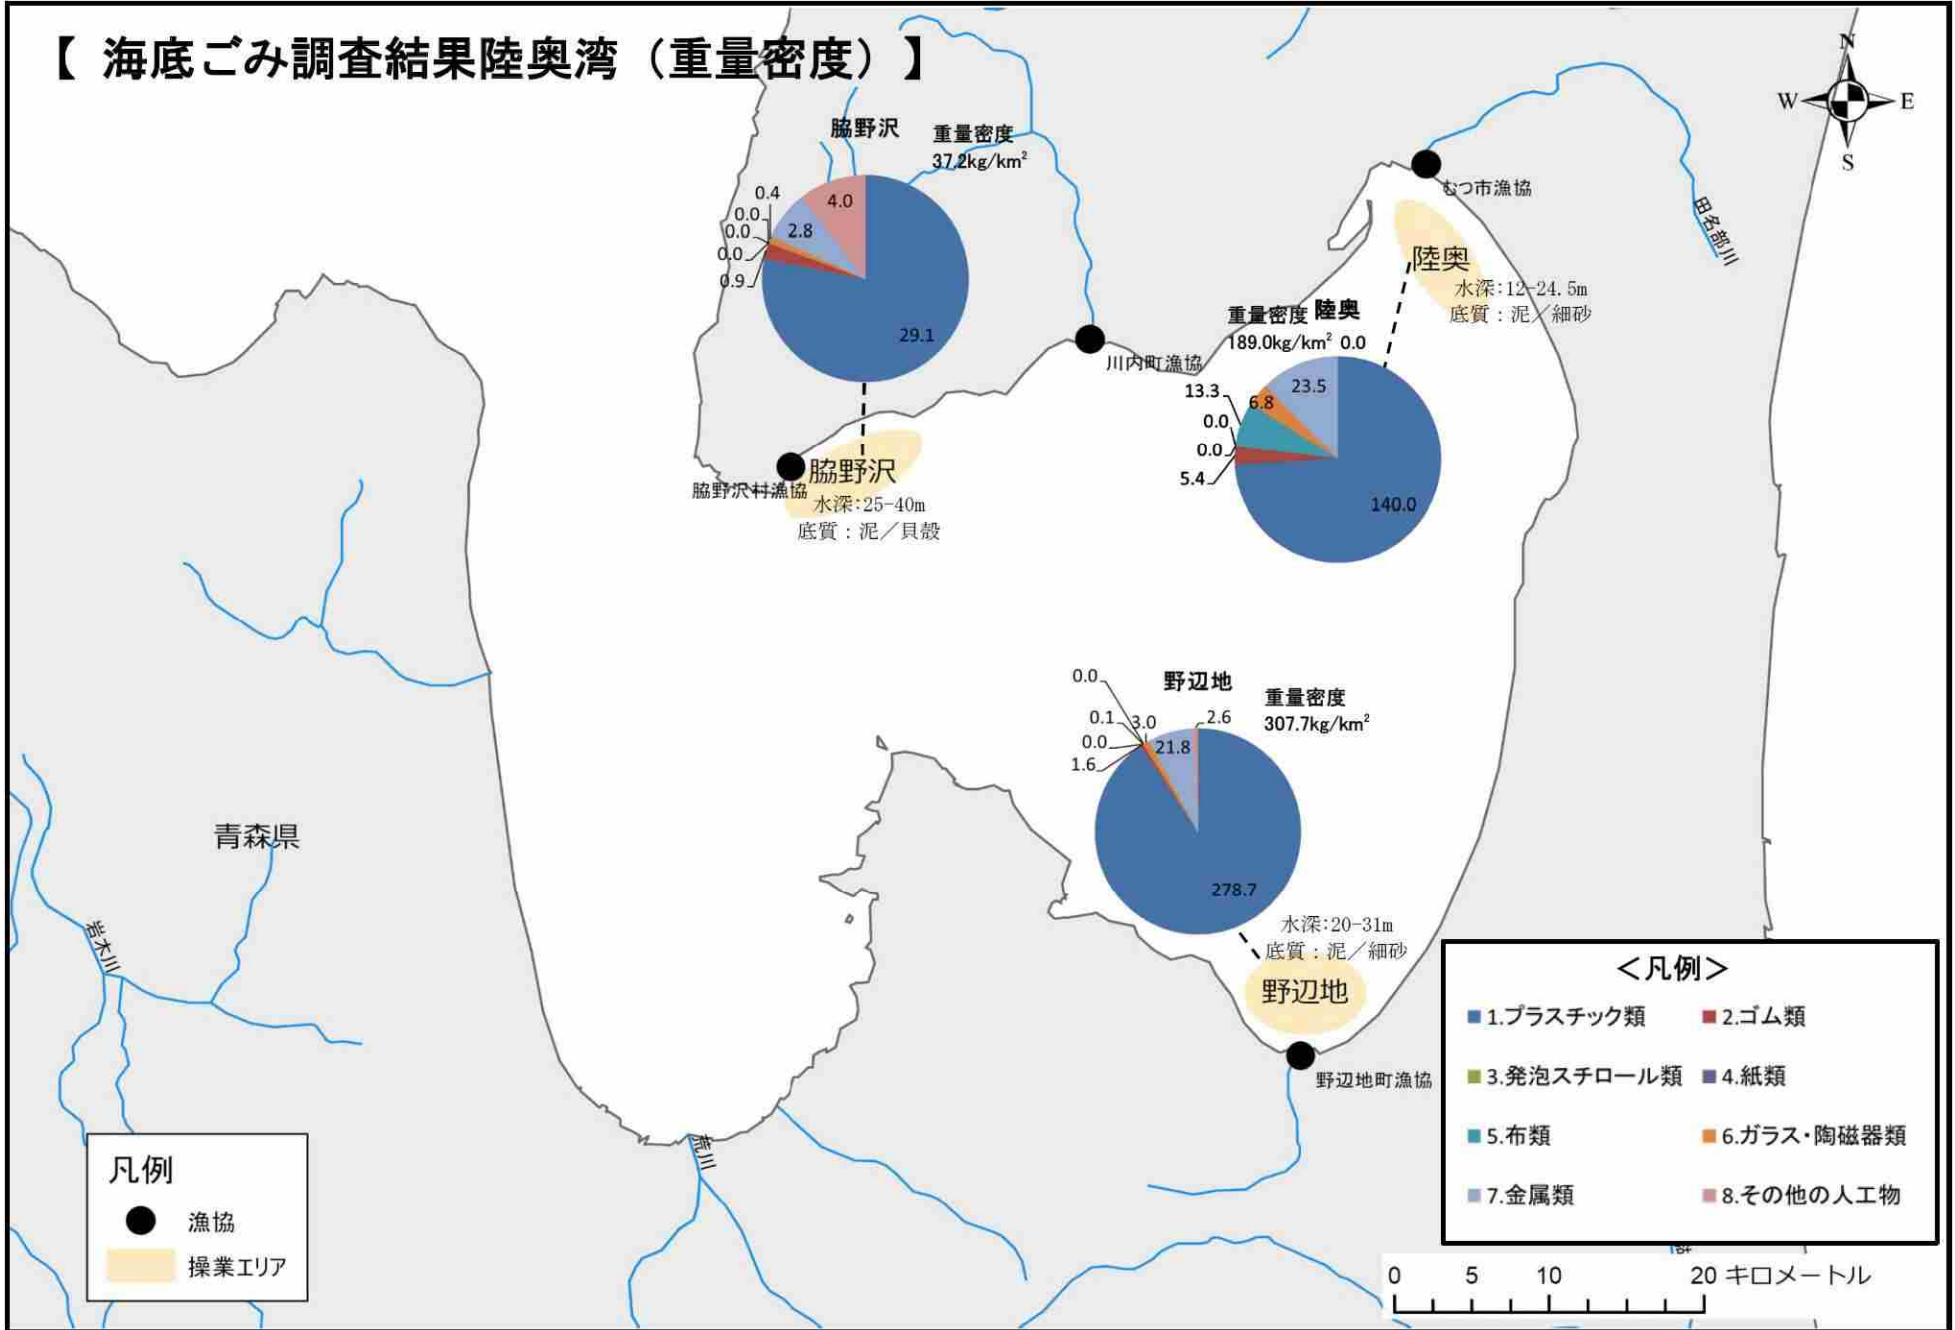 【 海底ごみ調査結果陸奥湾（重量密度）】
N
W
E
S
脇野沢
重量密度
37.2kg/km²
0.4
0.0
0.0
0.0
0.9
2.8
4.0
29.1
むつ市漁協
田名部川
陸奥
水深:12-24.5m
底質：泥／細砂
重量密度
陸奥
189.0kg/km²
0.0
川内町漁協
13.3
6.8
23.5
0.0
0.0
5.4
140.0
脇野沢
脇野沢村漁協
水深:25-40m
底質：泥／貝殻
野辺地
重量密度
307.7kg/km²
0.0
0.1
3.0
2.6
0.0
21.8
1.6
278.7
水深:20-31m
底質：泥／細砂
野辺地
野辺地町漁協
青森県
岩木川
荒川
＜凡例＞
1.プラスチック類
2.ゴム類
3.発泡スチロール類
4.紙類
5.布類
6.ガラス・陶磁器類
7.金属類
8.その他の人工物
凡例
漁協
操業エリア
0 5 10 20 キロメートル